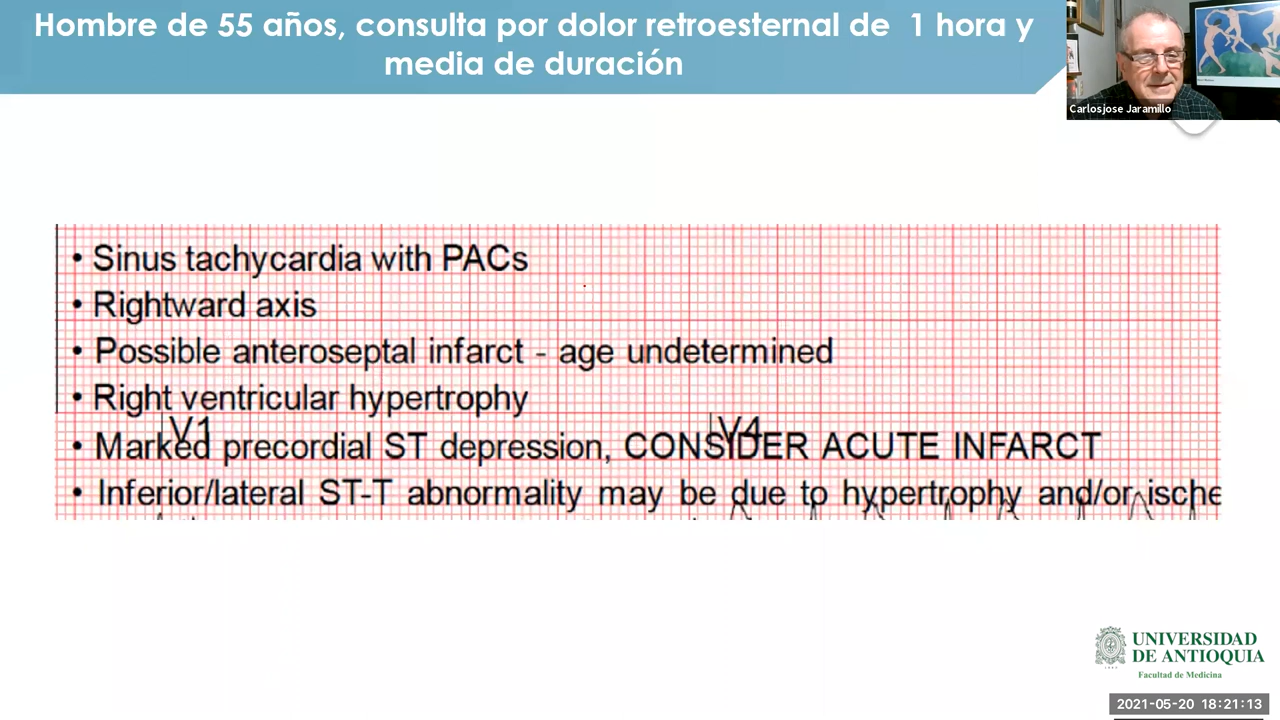 Hombre de 55 años, consulta por dolor retroesternal de 1 hora y
media de duración
Carlosjose Jaramillo
• Sinus tachycardia with PACs
• Rightward axis
• Possible anteroseptal infarct - age undetermined
• Right ventricular hypertrophy
V1 V4
• Marked precordial ST depression, CONSIDER ACUTE INFARCT
• Inferior/lateral ST-T abnormality may be due to hypertrophy and/or ische
UNIVERSIDAD
DE ANTIOQUIA
Facultad de Medicina
2021-05-20 18:21:13